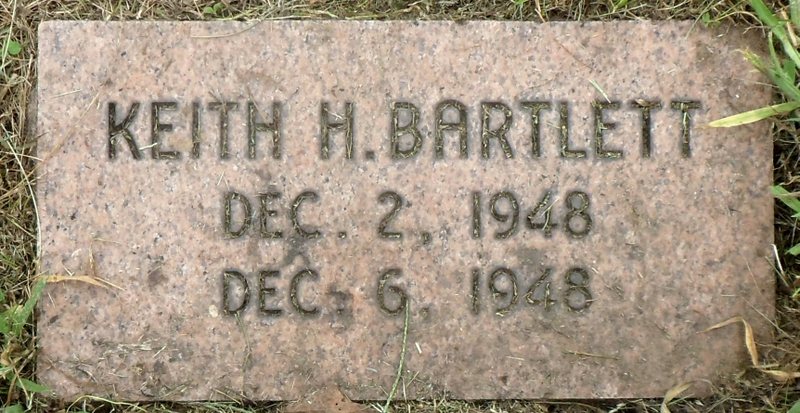 KEITH H. BARTLETT
DEC. 2, 1948
DEC. 6, 1948